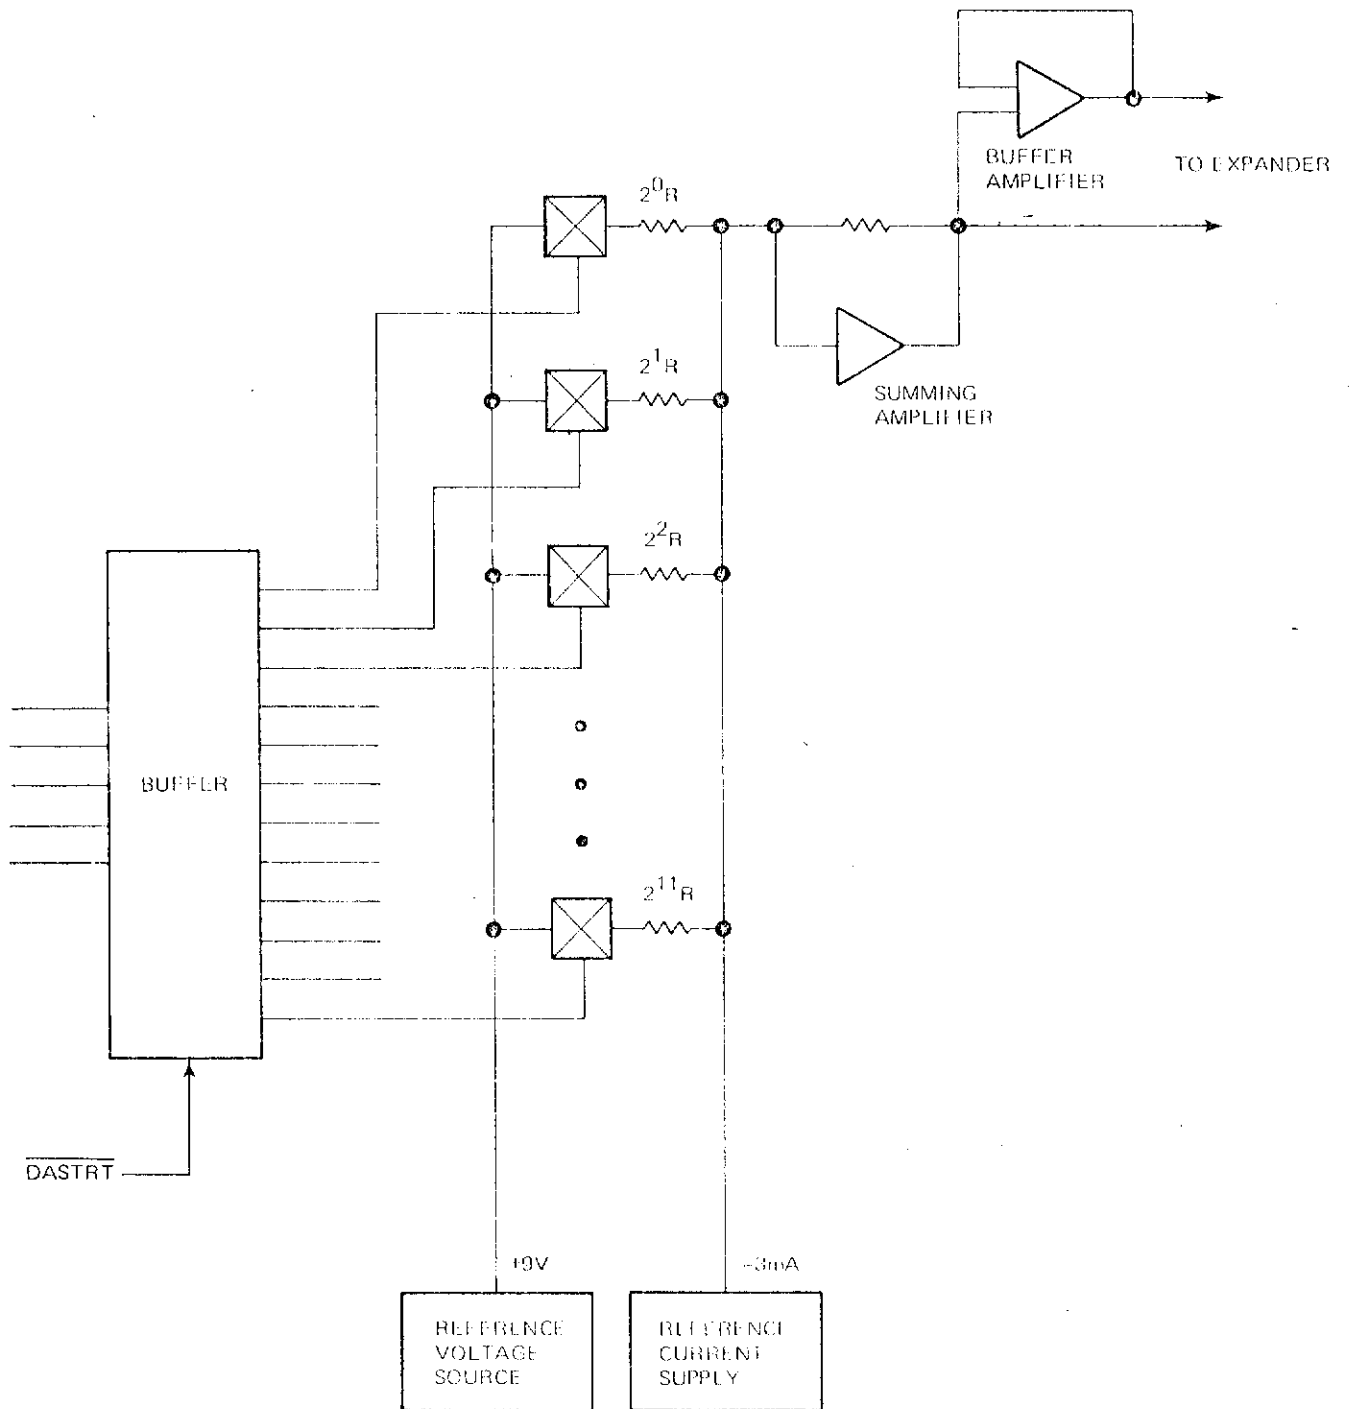 BUFFER
AMPLIFIER
TO EXPANDER
2⁰R
2¹R
SUMMING
AMPLIFIER
2²R
BUFFER
2¹¹R
DASTRT
+9V
-3mA
REFERENCE
VOLTAGE
SOURCE
REFERENCE
CURRENT
SUPPLY